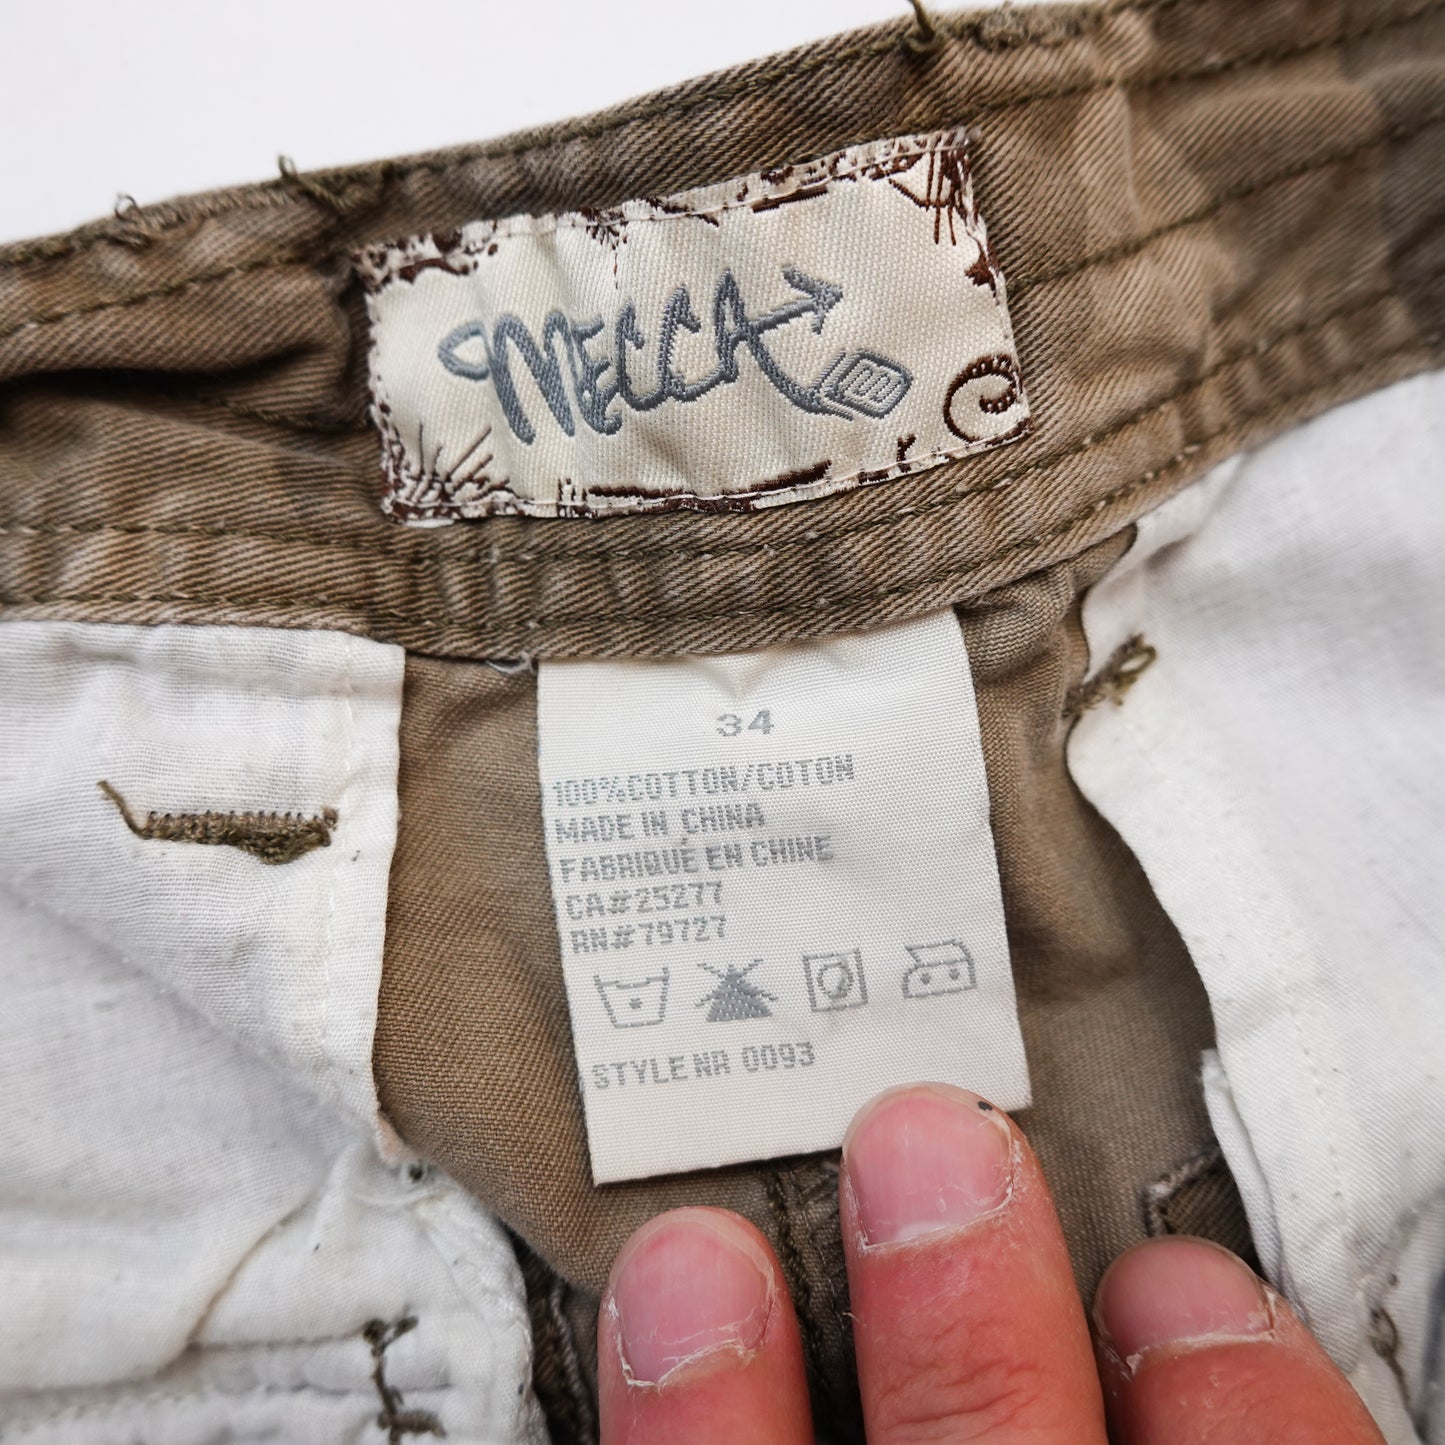 MECCA
34
100%COTTON/COTON
MADE IN CHINA
FABRIQUÉ EN CHINE
CA#25277
RN#79727
STYLE NR 0093